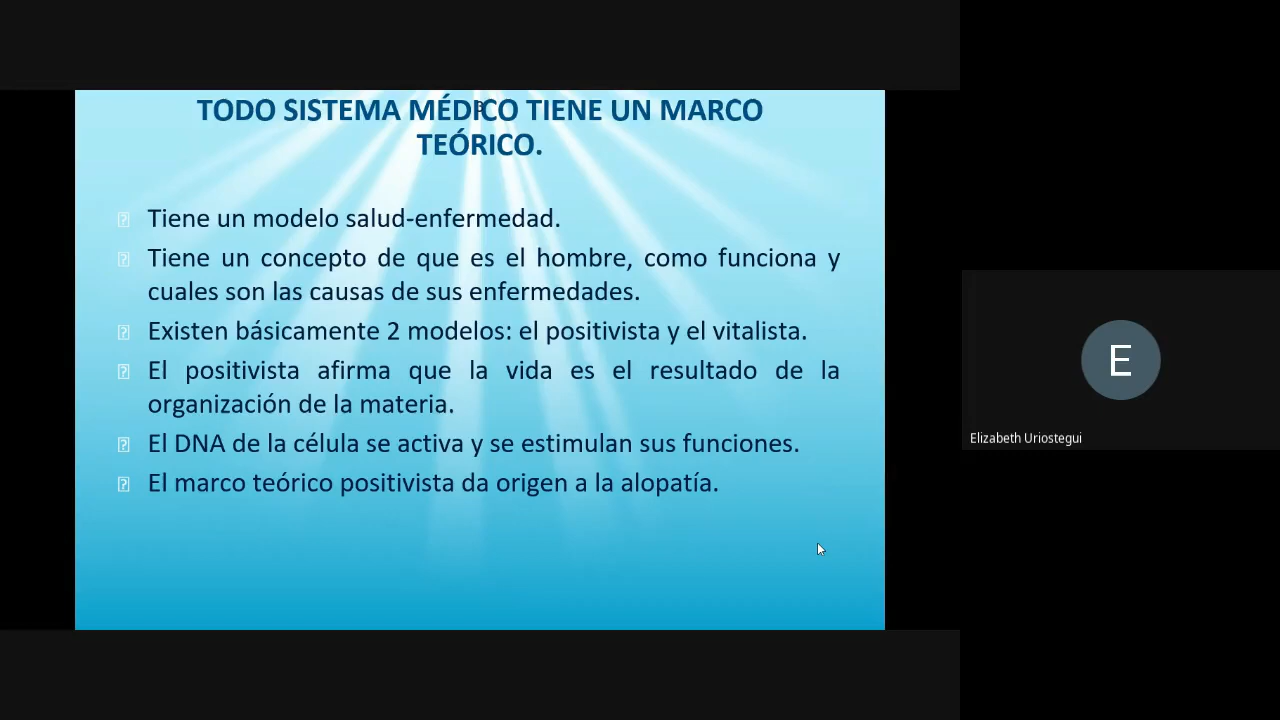 TODO SISTEMA MÉDICO TIENE UN MARCO
TEÓRICO.
Tiene un modelo salud-enfermedad.
Tiene un concepto de que es el hombre, como funciona y
cuales son las causas de sus enfermedades.
Existen básicamente 2 modelos: el positivista y el vitalista.
El positivista afirma que la vida es el resultado de la
organización de la materia.
El DNA de la célula se activa y se estimulan sus funciones.
El marco teórico positivista da origen a la alopatía.
E
Elizabeth Uriostegui